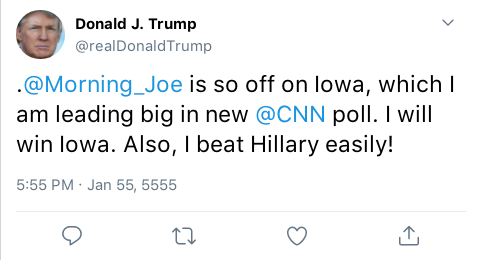 Donald J. Trump
@realDonaldTrump
.@Morning_Joe is so off on Iowa, which I
am leading big in new @CNN poll. I will
win Iowa. Also, I beat Hillary easily!
5:55 PM · Jan 55, 5555